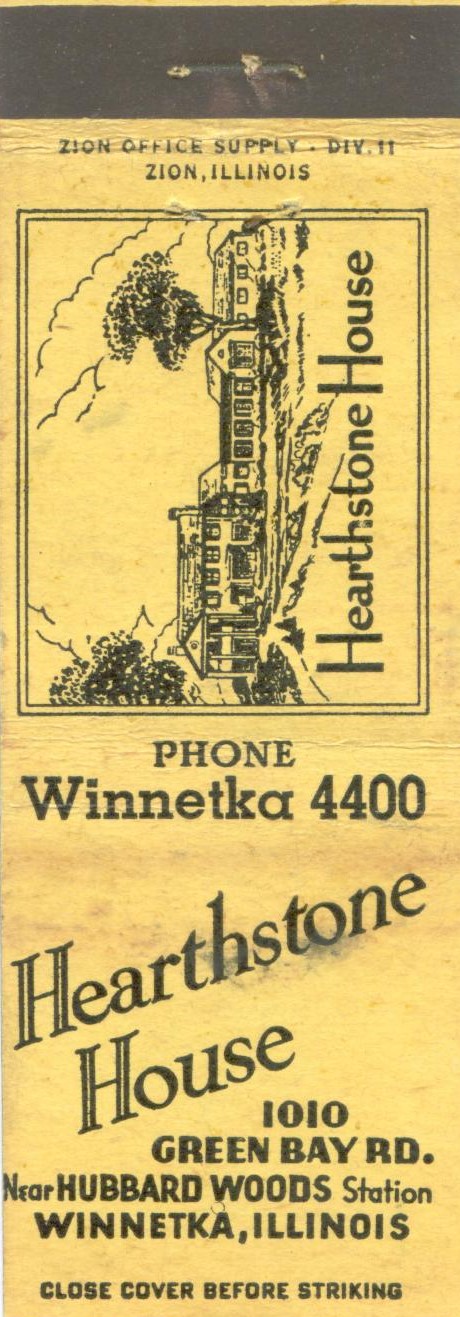 ZION OFFICE SUPPLY - DIV. 11
ZION, ILLINOIS
Hearthstone House
PHONE
Winnetka 4400
Hearthstone
House
1010
GREEN BAY RD.
Near HUBBARD WOODS Station
WINNETKA, ILLINOIS
CLOSE COVER BEFORE STRIKING